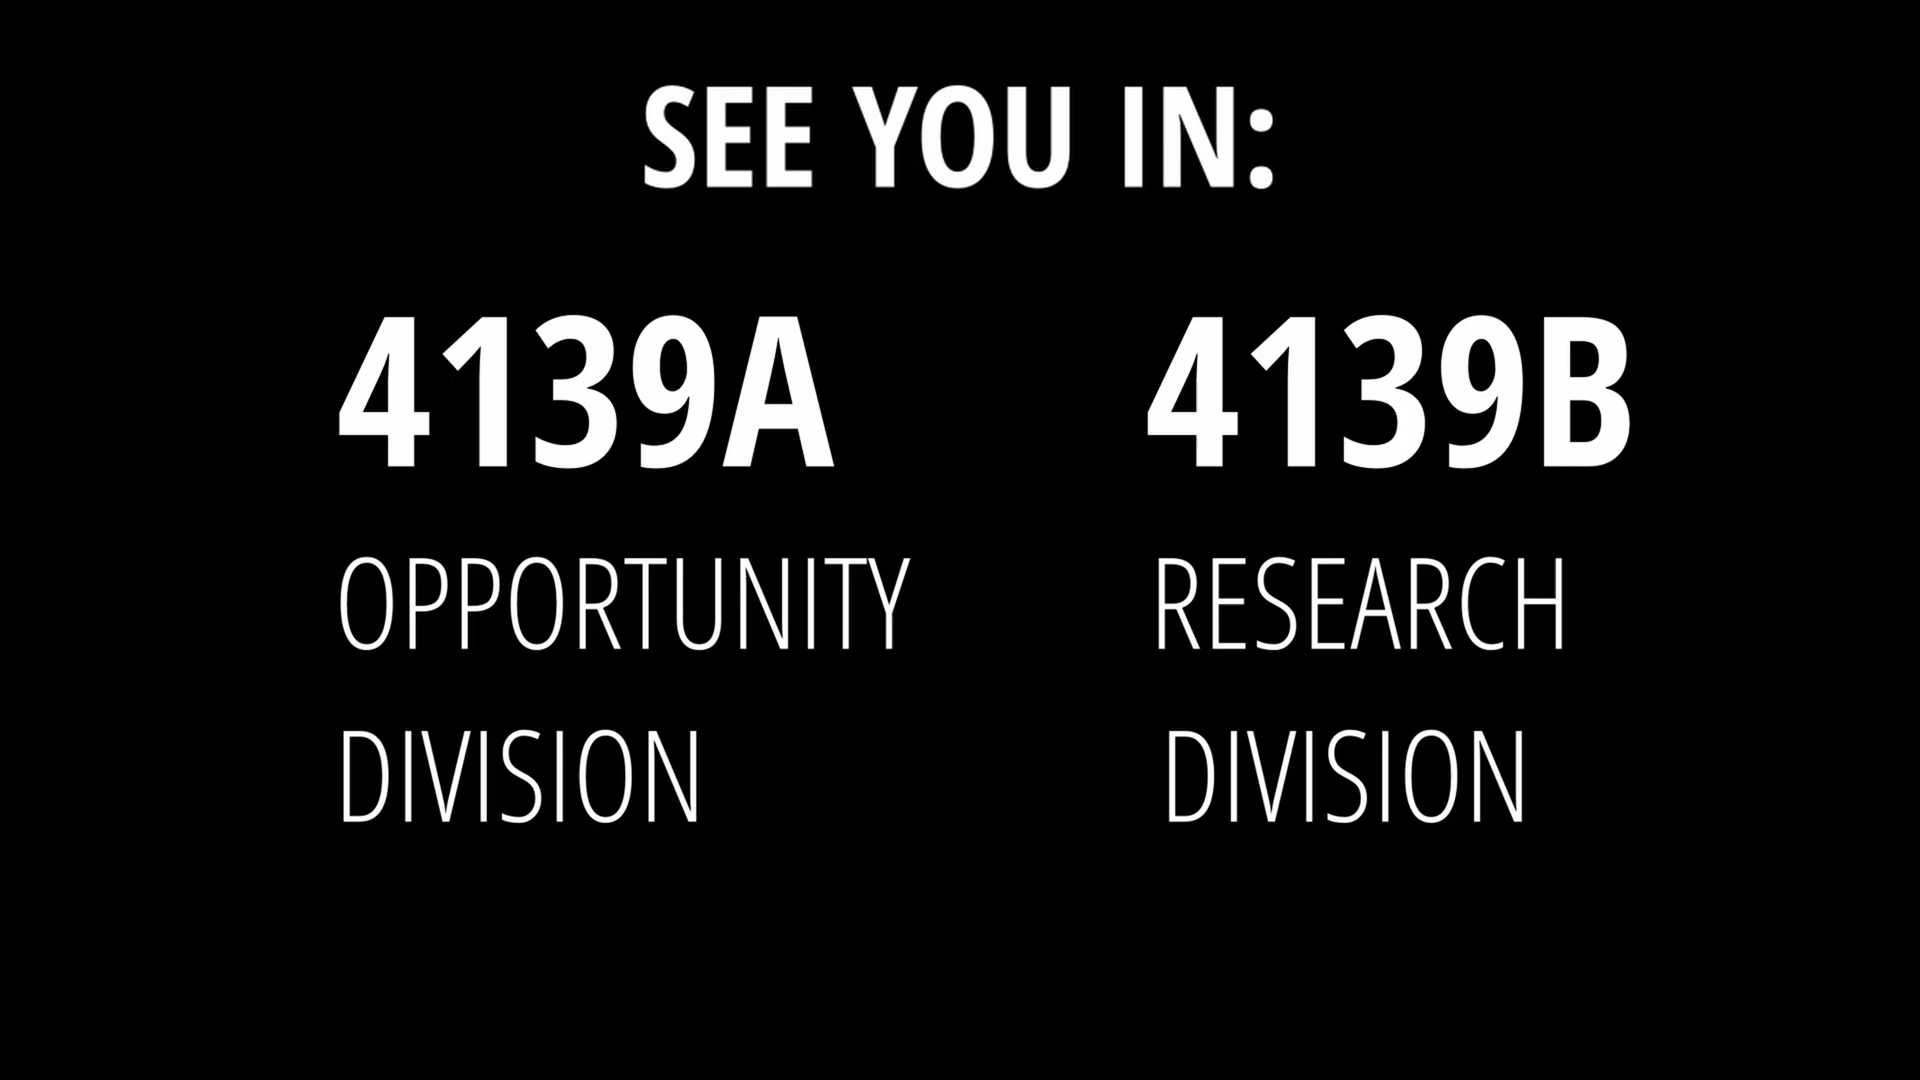 SEE YOU IN:
4139A
OPPORTUNITY
DIVISION
4139B
RESEARCH
DIVISION